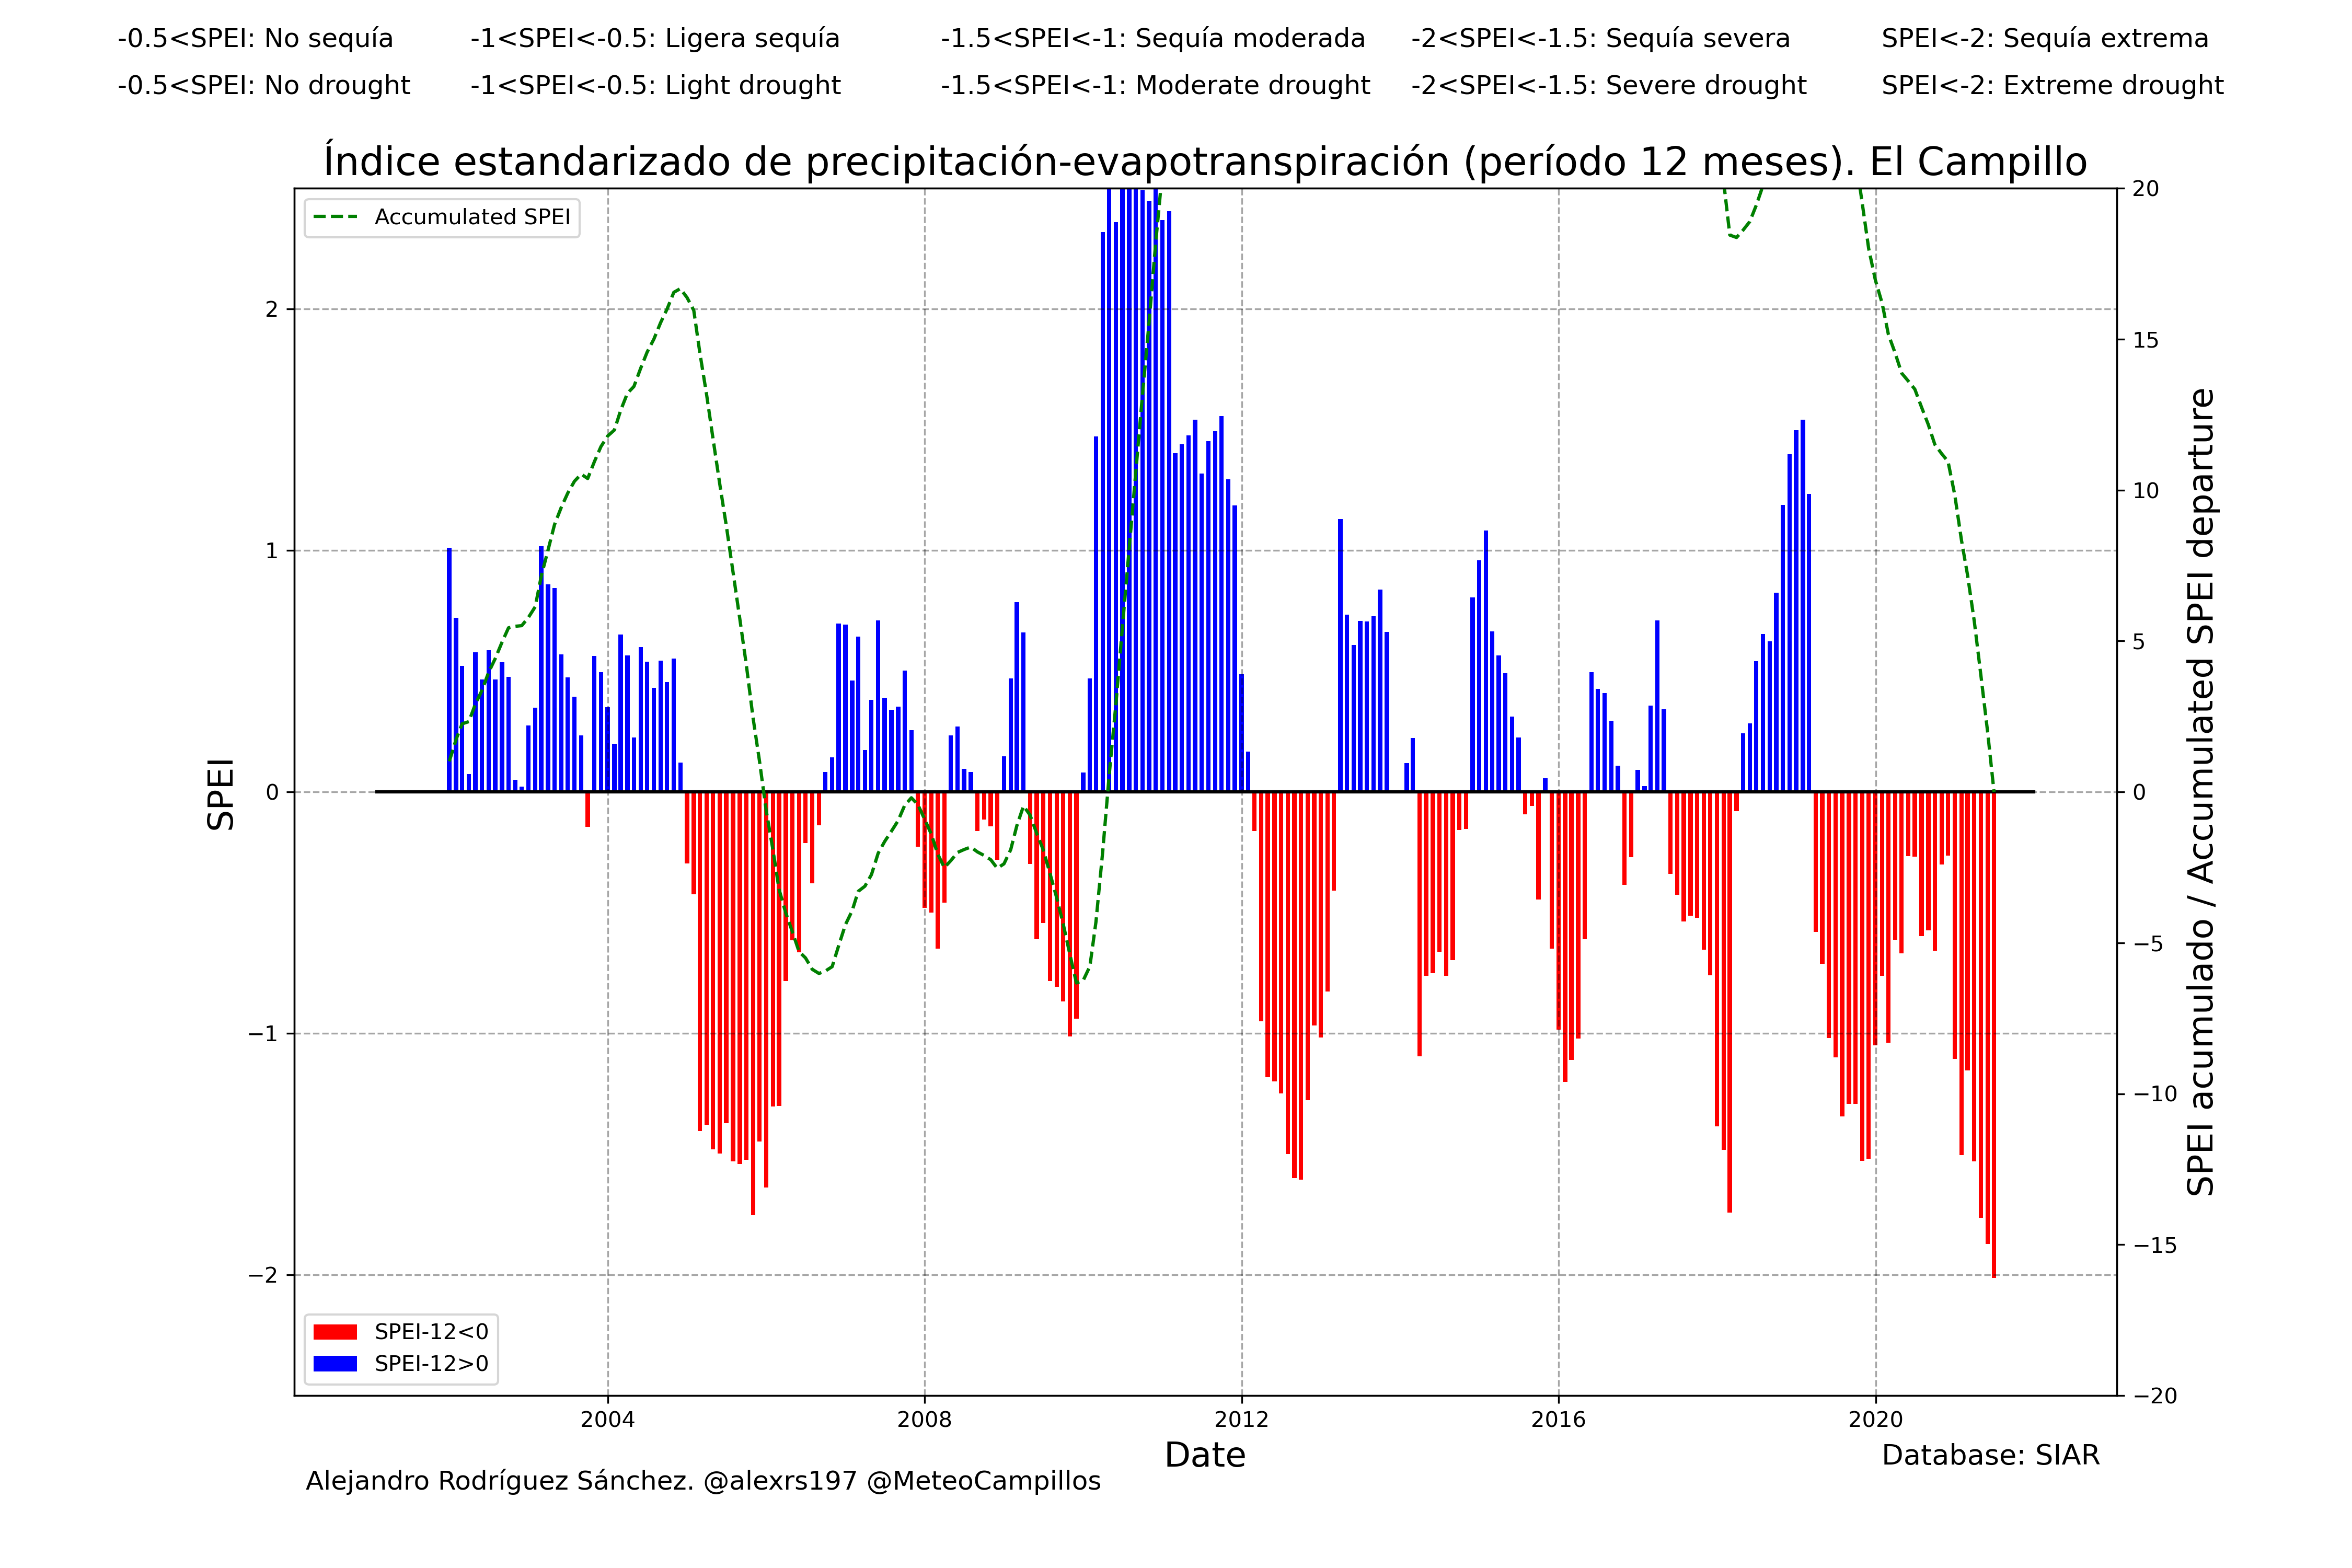 -0.5<SPEI: No sequía
-1<SPEI<-0.5: Ligera sequía
-1.5<SPEI<-1: Sequía moderada
-2<SPEI<-1.5: Sequía severa
SPEI<-2: Sequía extrema
-0.5<SPEI: No drought
-1<SPEI<-0.5: Light drought
-1.5<SPEI<-1: Moderate drought
-2<SPEI<-1.5: Severe drought
SPEI<-2: Extreme drought
Índice estandarizado de precipitación-evapotranspiración (período 12 meses). El Campillo
Accumulated SPEI
SPEI
2
1
0
−1
−2
20
15
10
5
0
−5
−10
−15
−20
SPEI acumulado / Accumulated SPEI departure
SPEI-12<0
SPEI-12>0
2004
2008
2012
2016
2020
Date
Database: SIAR
Alejandro Rodríguez Sánchez. @alexrs197 @MeteoCampillos